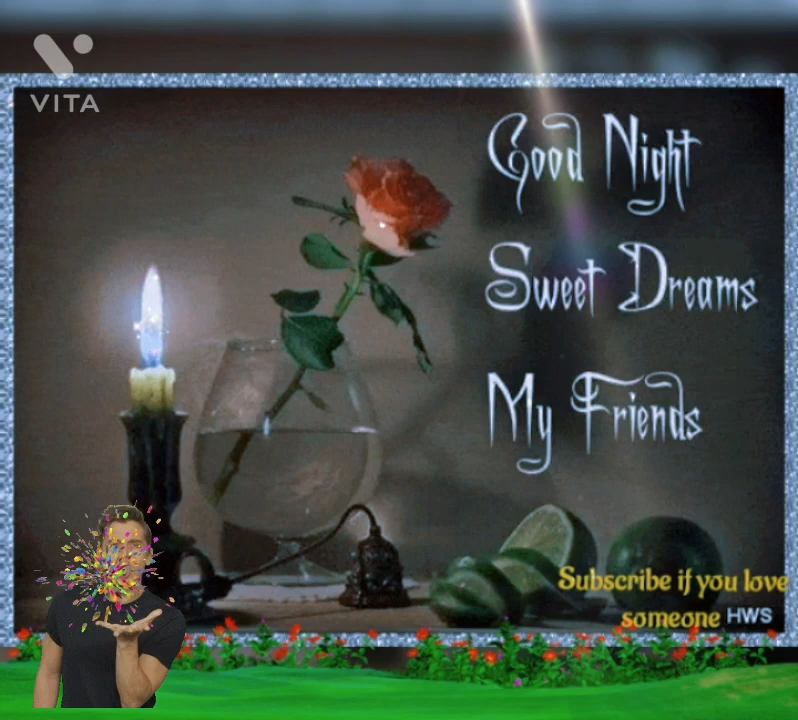 VITA
Good Night
Sweet Dreams
My Friends
Subscribe if you love
someone HWS